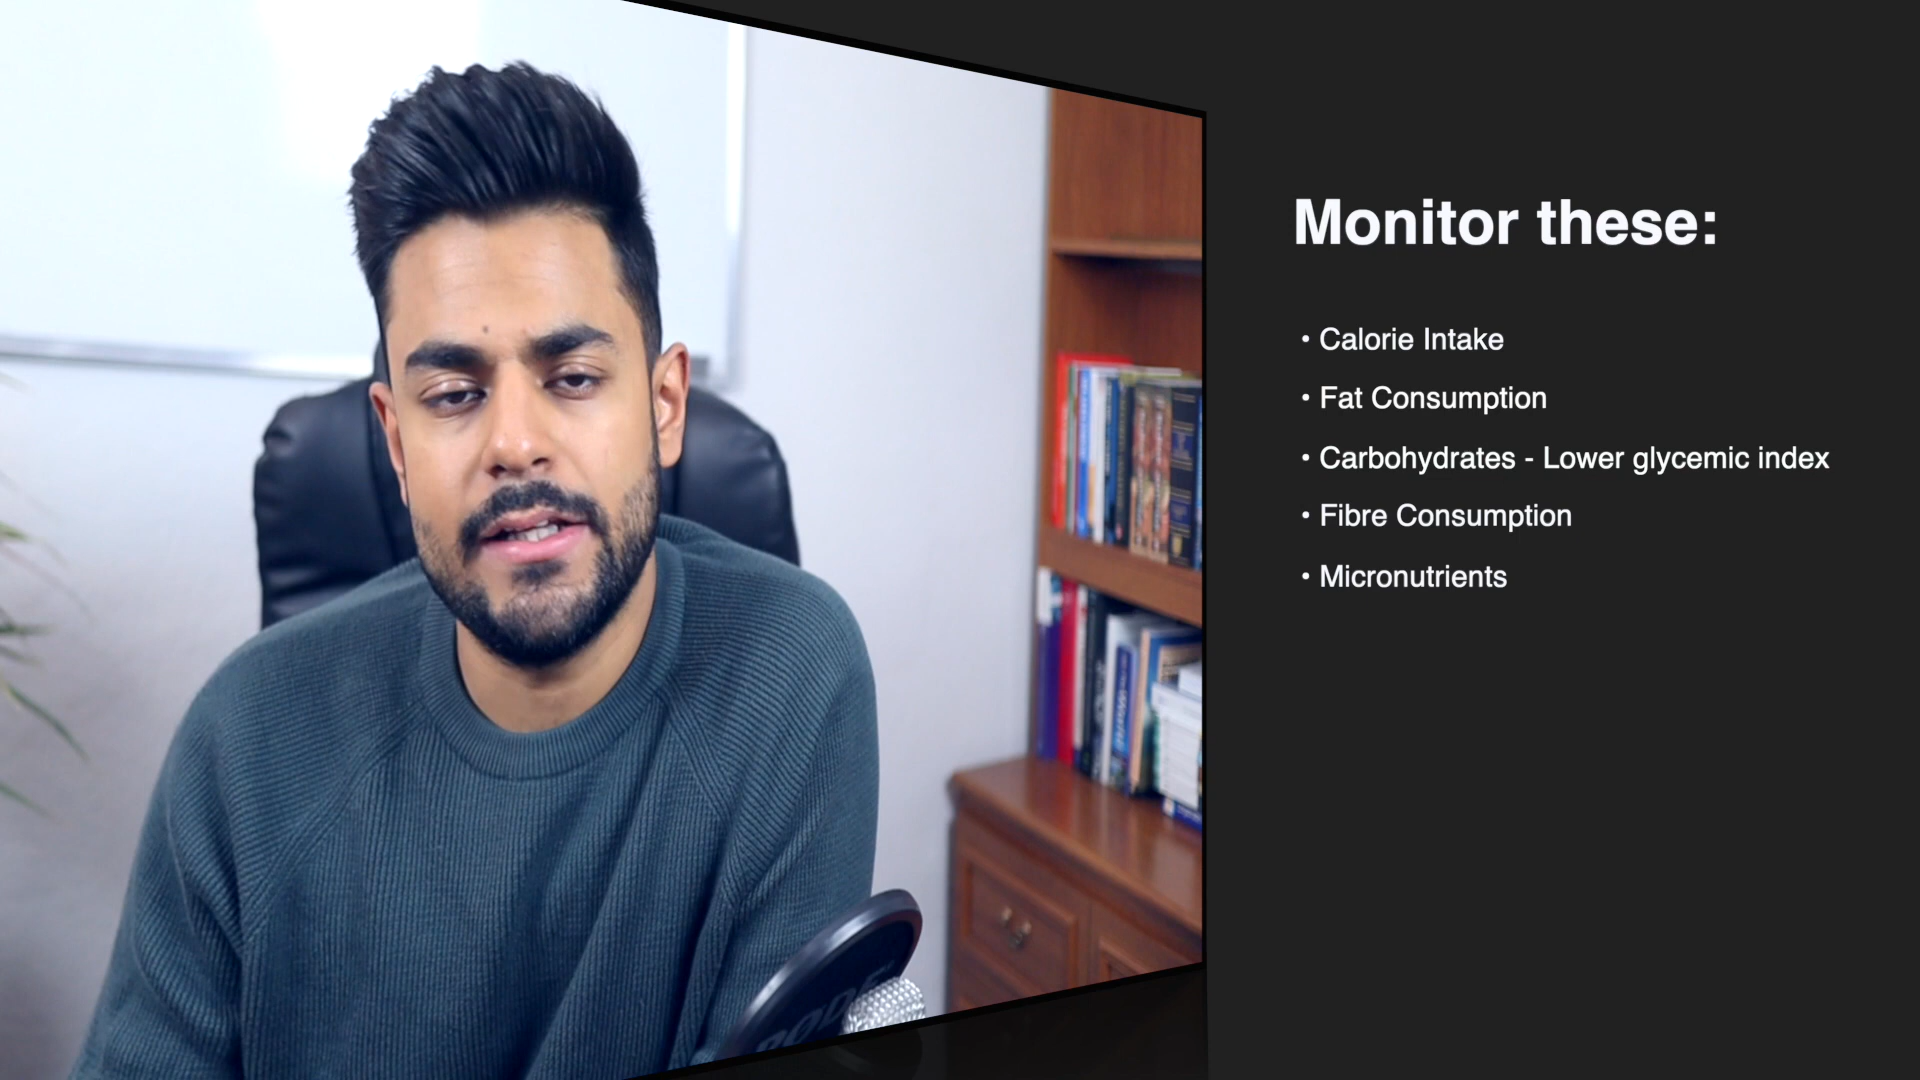 Monitor these:
• Calorie Intake
• Fat Consumption
• Carbohydrates - Lower glycemic index
• Fibre Consumption
• Micronutrients